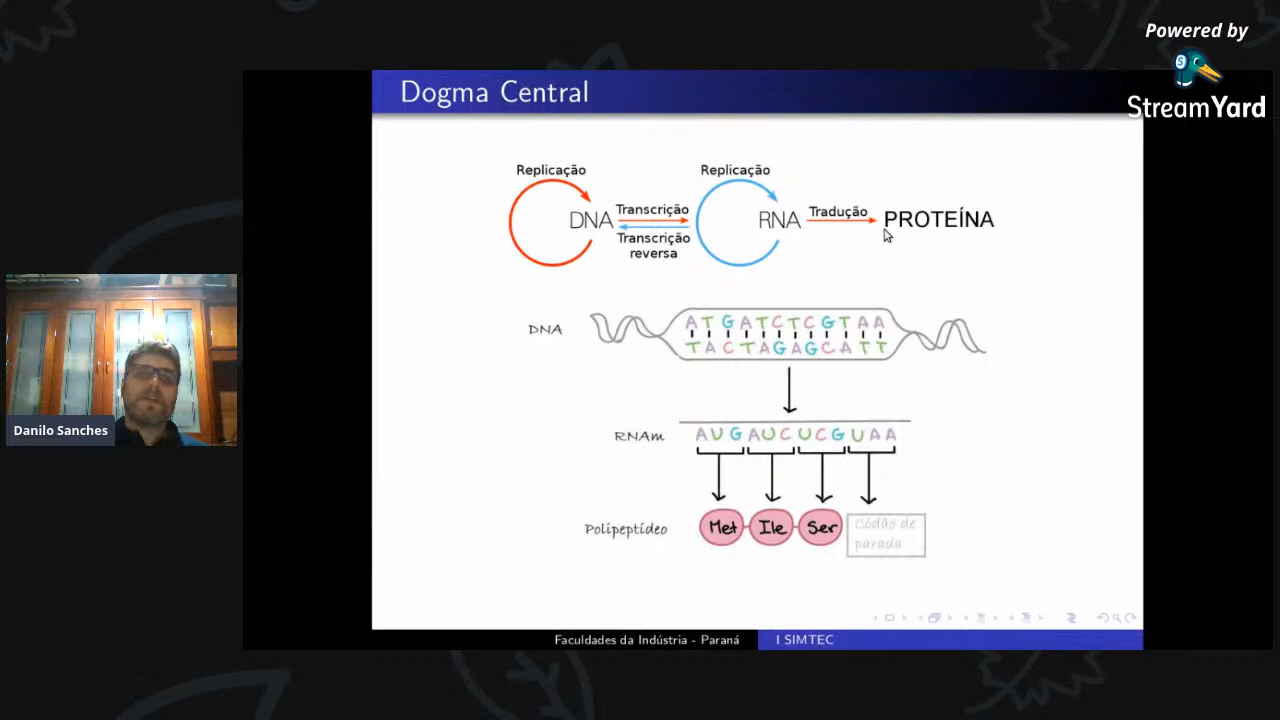 Powered by
StreamYard
Dogma Central
Replicação
Replicação
DNA
Transcrição
Transcrição
reversa
RNA
Tradução
PROTEÍNA
DNA
ATGATCTCGTAA
TACTAGAGCATT
RNAm
AUGAUCUCGUAA
Polipeptídeo
Met
Ile
Ser
Códão de
parada
Danilo Sanches
Faculdades da Indústria - Paraná
I SIMTEC